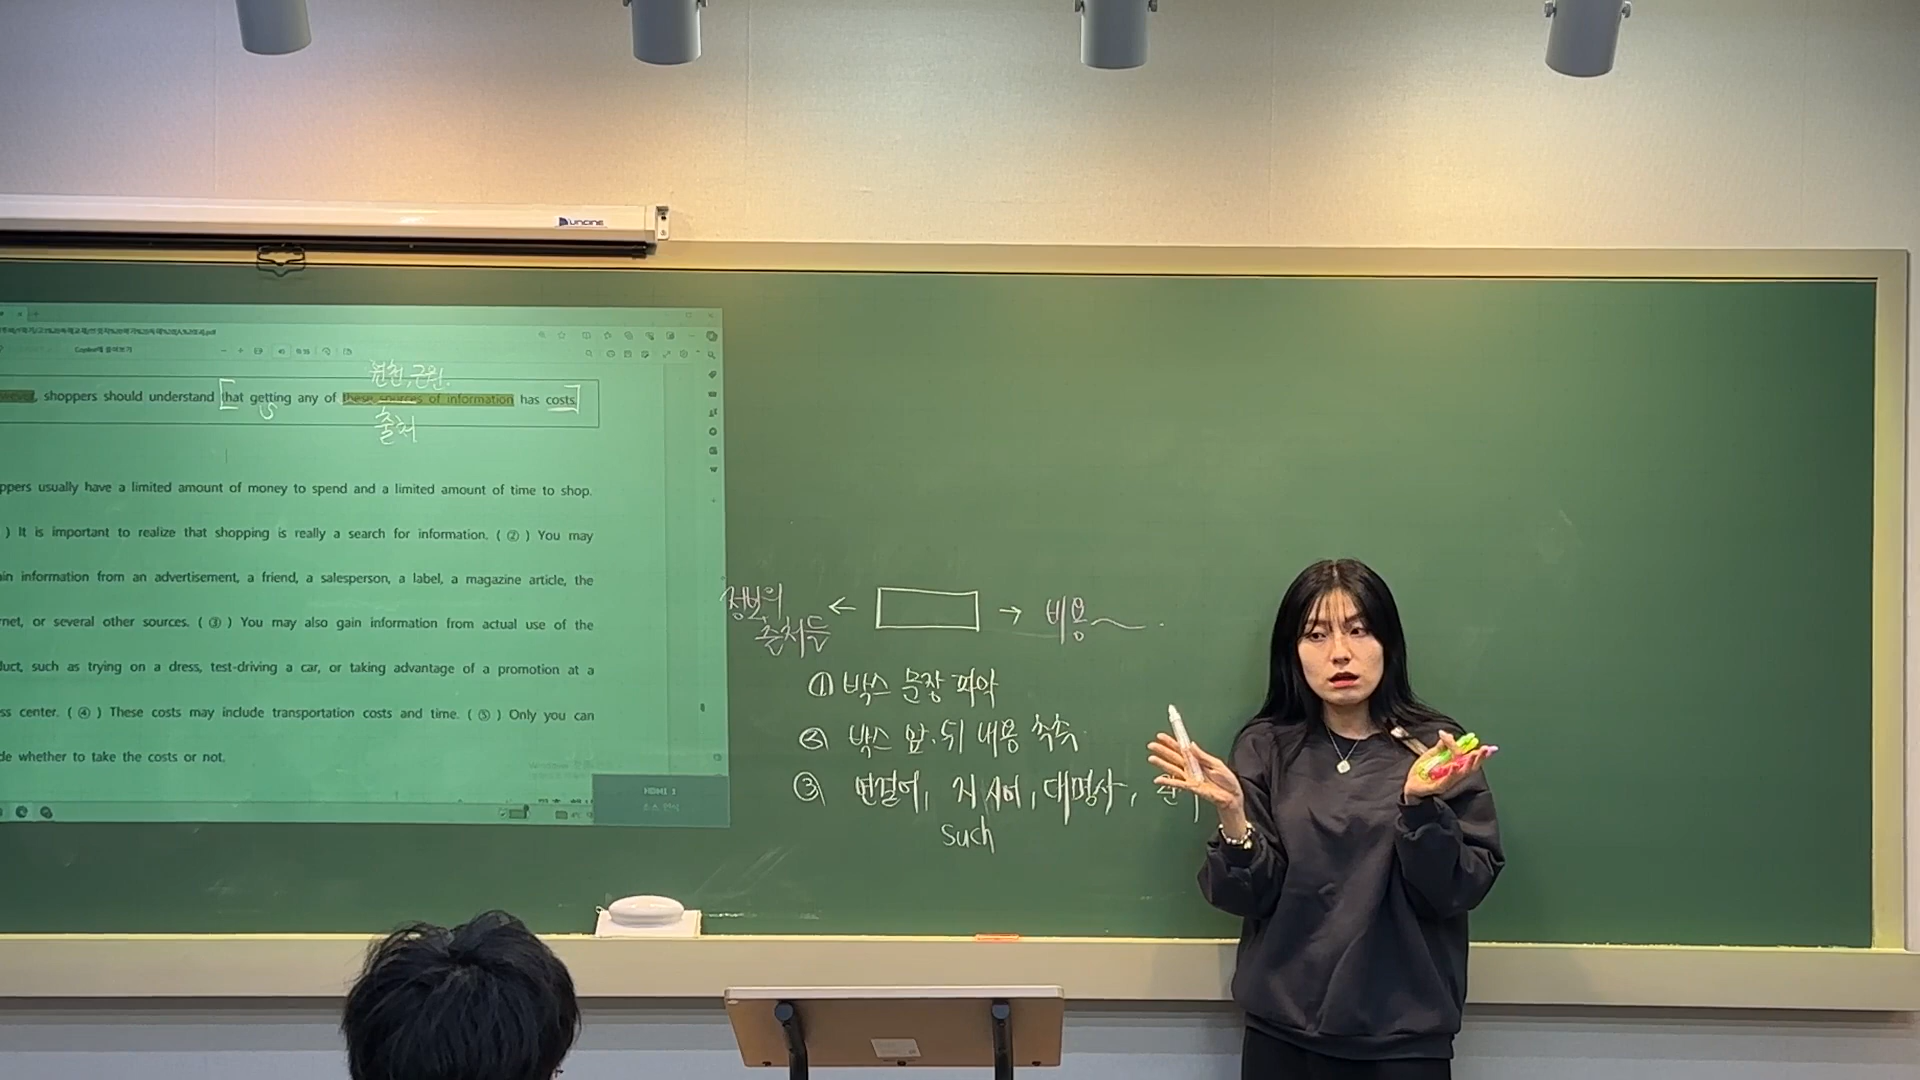 UNCINE
원천, 근원.
, shoppers should understand [that getting any of these sources of information has costs.]
S
출처
ppers usually have a limited amount of money to spend and a limited amount of time to shop.
) It is important to realize that shopping is really a search for information. ( ② ) You may
in information from an advertisement, a friend, a salesperson, a label, a magazine article, the
rnet, or several other sources. ( ③ ) You may also gain information from actual use of the
duct, such as trying on a dress, test-driving a car, or taking advantage of a promotion at a
ss center. ( ④ ) These costs may include transportation costs and time. ( ⑤ ) Only you can
de whether to take the costs or not.
HDMI 1
정보의 ← → 비용~.
출처들
① 박스 문장 파악
② 박스 앞.뒤 내용 추측.
③ 연결어, 지시어, 대명사,
such